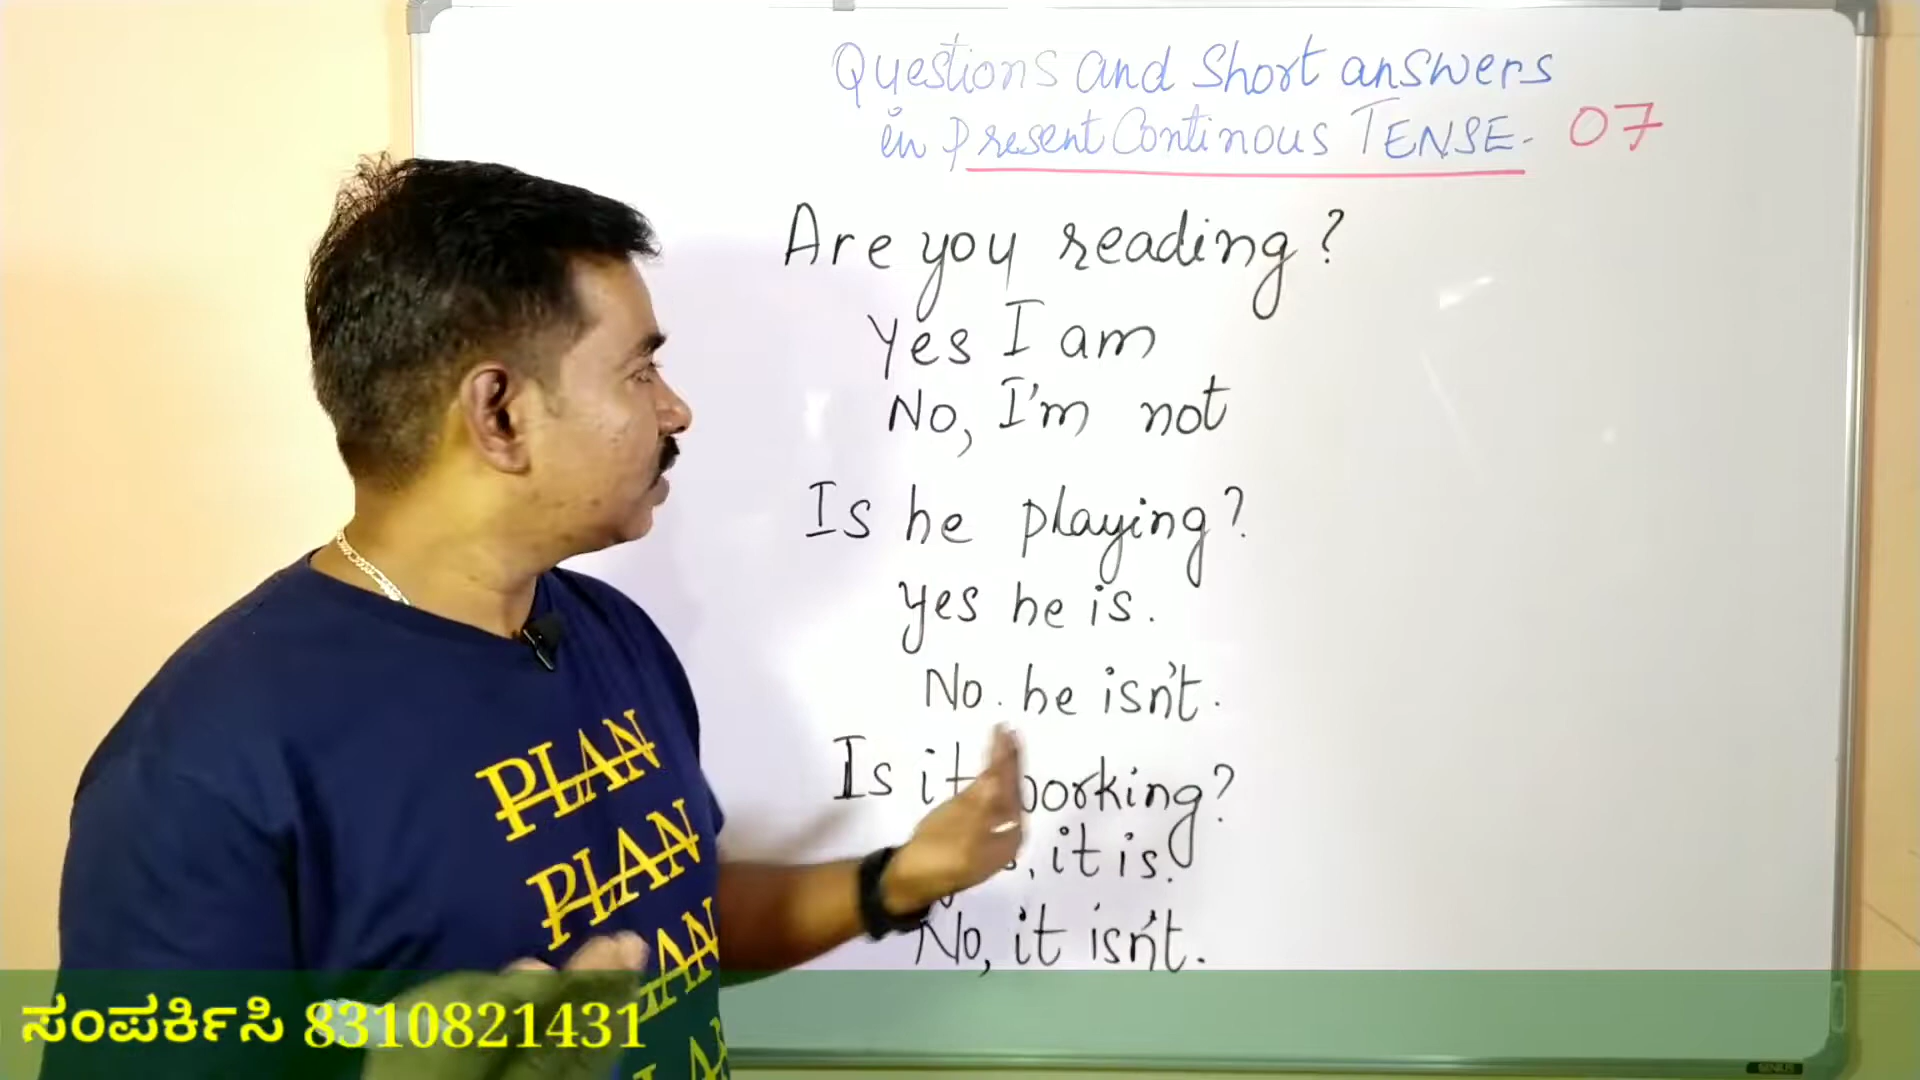 Questions and Short answers
in Present Continous TENSE- 07
Are you reading?
Yes I am
No, I'm not
Is he playing?
yes he is.
No. he isn't.
Is it
, it is.
No, it isn't.
PLAN
PLAN
ಸಂಪರ್ಕಿಸಿ 8310821431
GENIUS